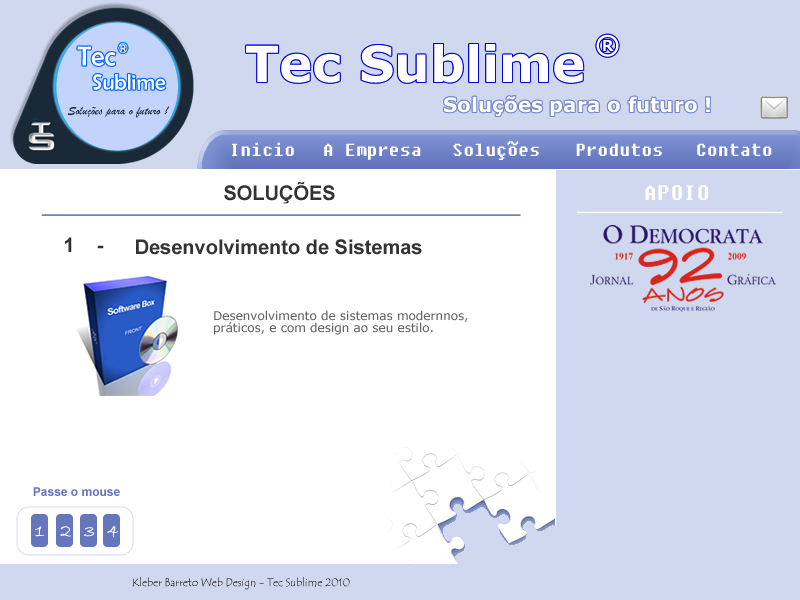 Tec®
Sublime
Soluções para o futuro !
TS
Tec Sublime ®
Soluções para o futuro !
Inicio A Empresa Soluções Produtos Contato
SOLUÇÕES
1 - Desenvolvimento de Sistemas
Software Box
FRONT
Desenvolvimento de sistemas modernnos,
práticos, e com design ao seu estilo.
Passe o mouse
1 2 3 4
APOIO
O DEMOCRATA
1917 92 2009
JORNAL ANOS GRÁFICA
DE SÃO ROQUE E REGIÃO
Kleber Barreto Web Design - Tec Sublime 2010